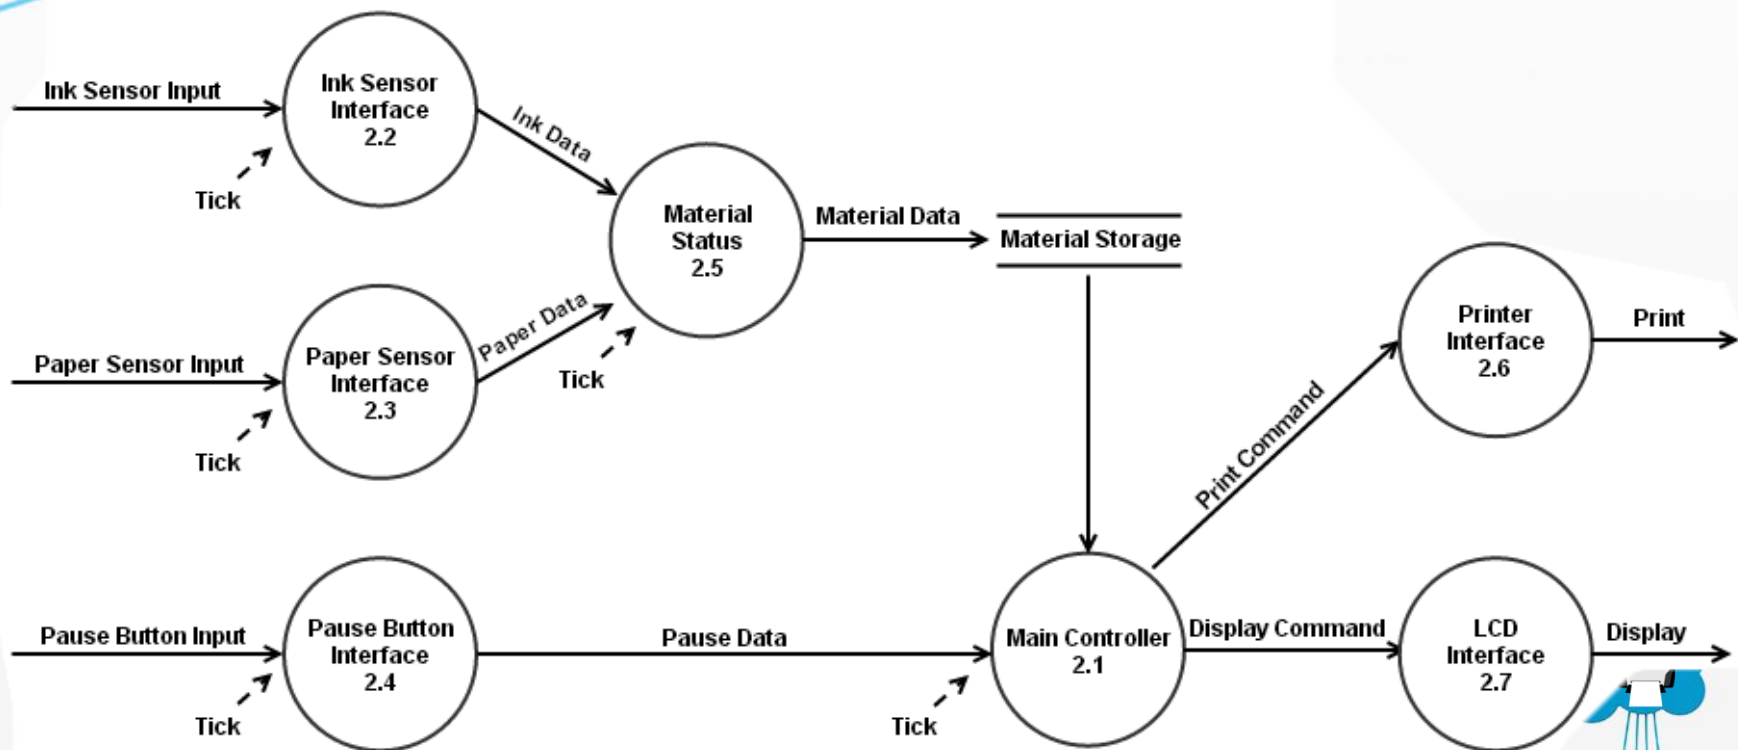 Ink Sensor Input
Ink Sensor
Interface
2.2
Tick
Ink Data
Material
Status
2.5
Material Data
Material Storage
Paper Sensor Input
Paper Sensor
Interface
2.3
Tick
Paper Data
Tick
Printer
Interface
2.6
Print
Print Command
Pause Button Input
Pause Button
Interface
2.4
Tick
Pause Data
Main Controller
2.1
Tick
Display Command
LCD
Interface
2.7
Display